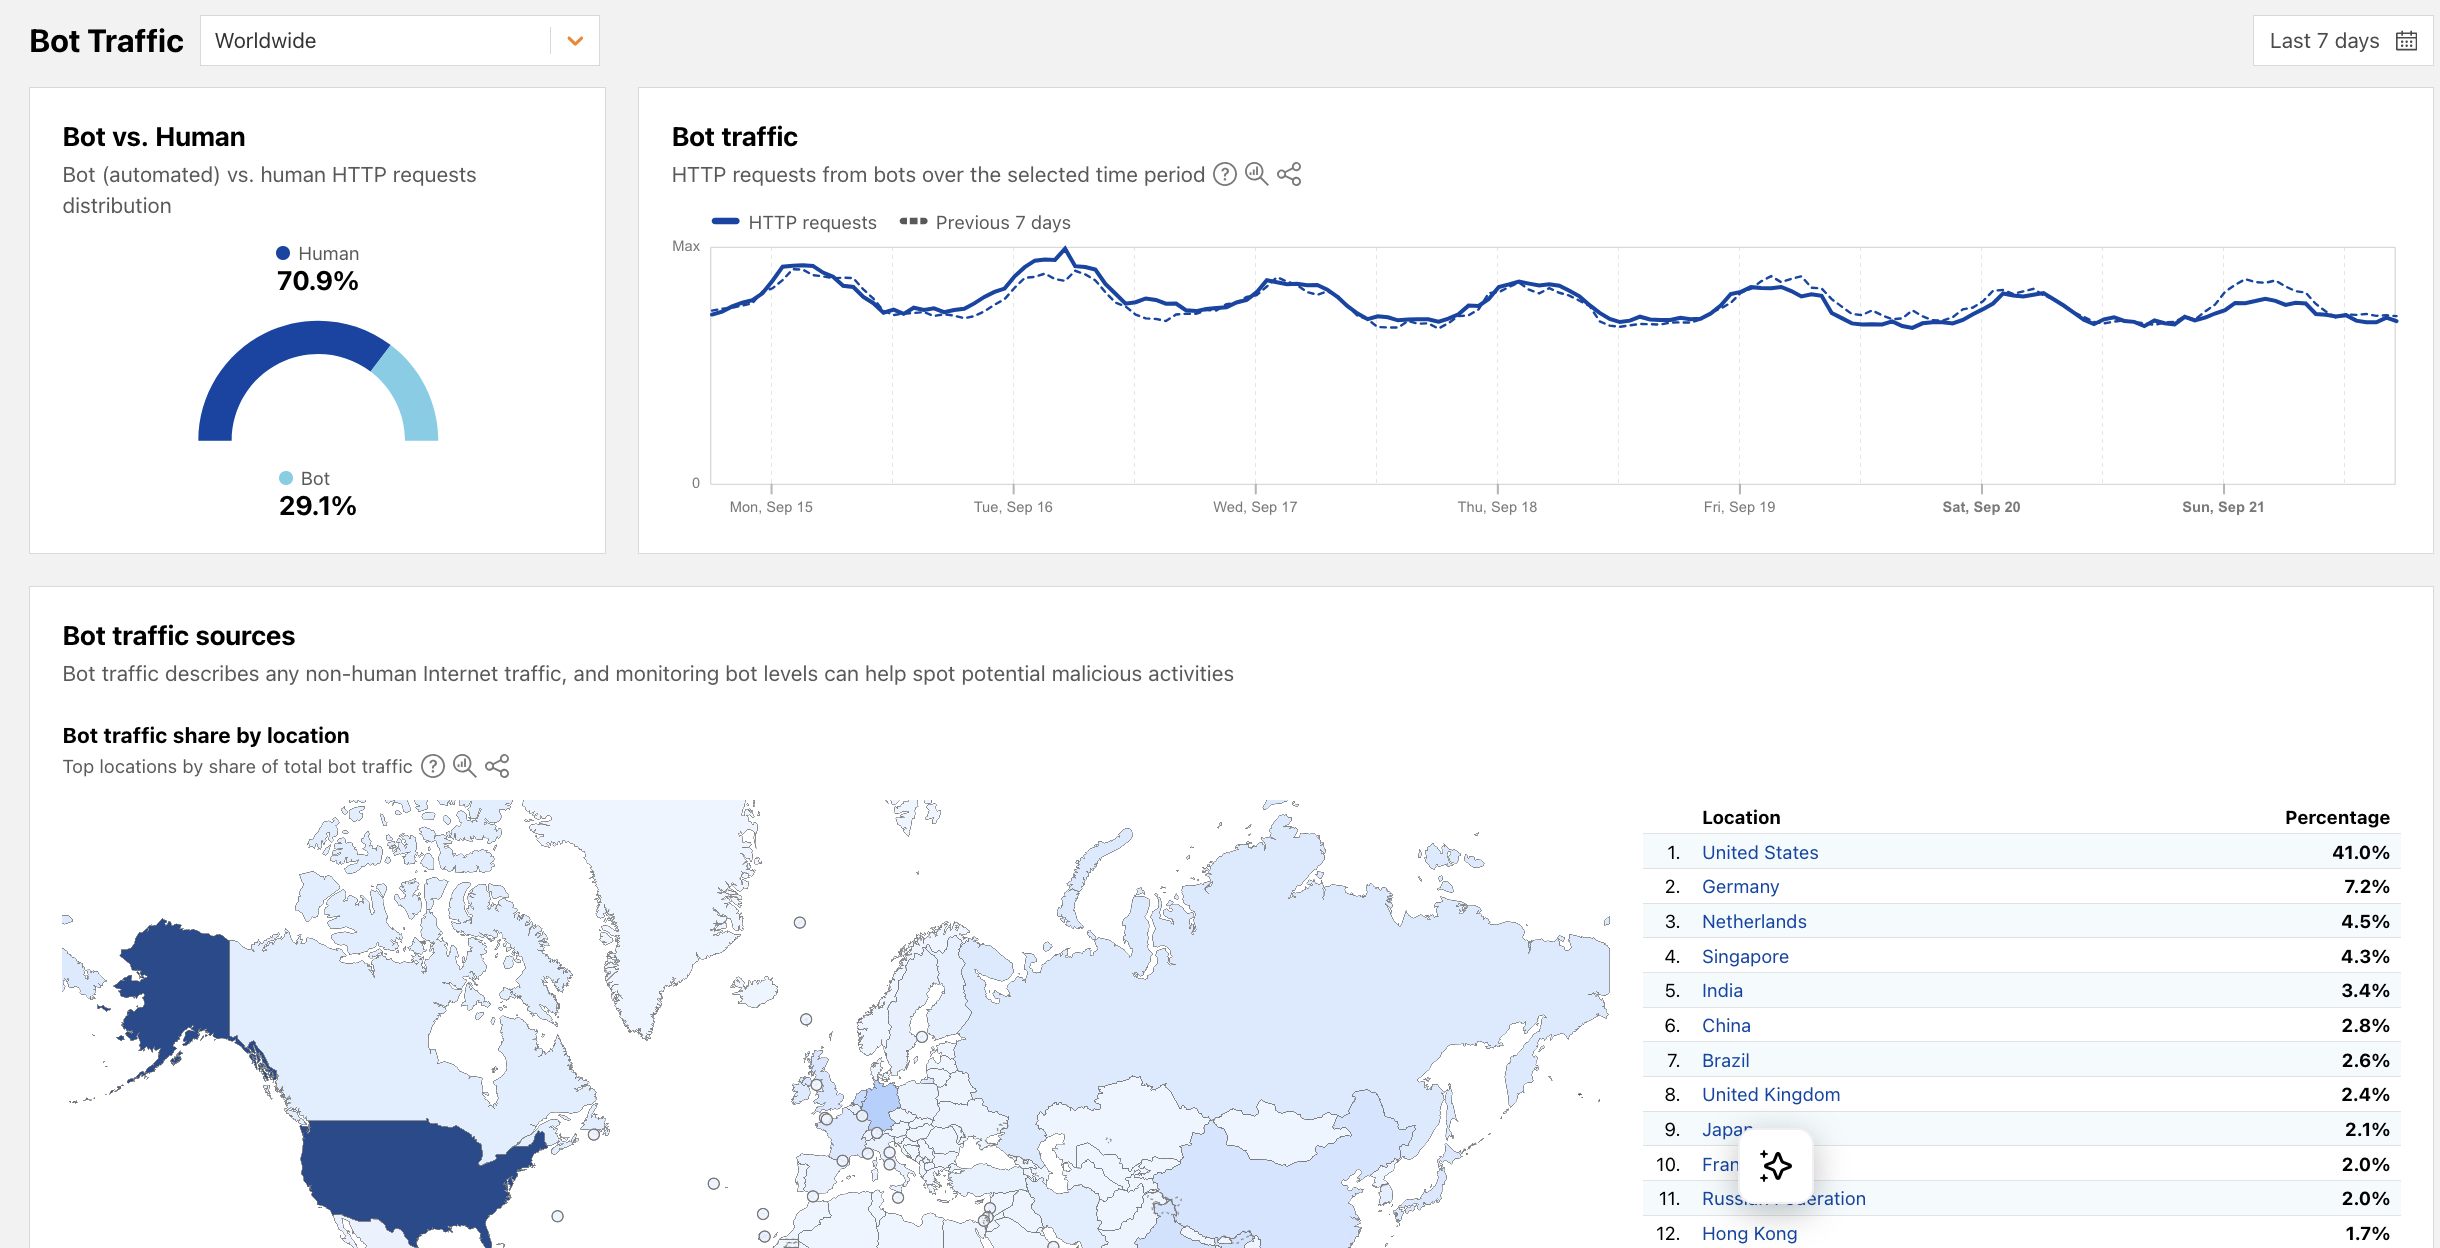 Bot Traffic
Worldwide
Last 7 days
Bot vs. Human
Bot (automated) vs. human HTTP requests
distribution
Human
70.9%
Bot
29.1%
Bot traffic
HTTP requests from bots over the selected time period
HTTP requests
Previous 7 days
Max
0
Mon, Sep 15
Tue, Sep 16
Wed, Sep 17
Thu, Sep 18
Fri, Sep 19
Sat, Sep 20
Sun, Sep 21
Bot traffic sources
Bot traffic describes any non-human Internet traffic, and monitoring bot levels can help spot potential malicious activities
Bot traffic share by location
Top locations by share of total bot traffic
Location Percentage
1. United States 41.0%
2. Germany 7.2%
3. Netherlands 4.5%
4. Singapore 4.3%
5. India 3.4%
6. China 2.8%
7. Brazil 2.6%
8. United Kingdom 2.4%
9. Japan 2.1%
10. Fran 2.0%
11. Russian Federation 2.0%
12. Hong Kong 1.7%